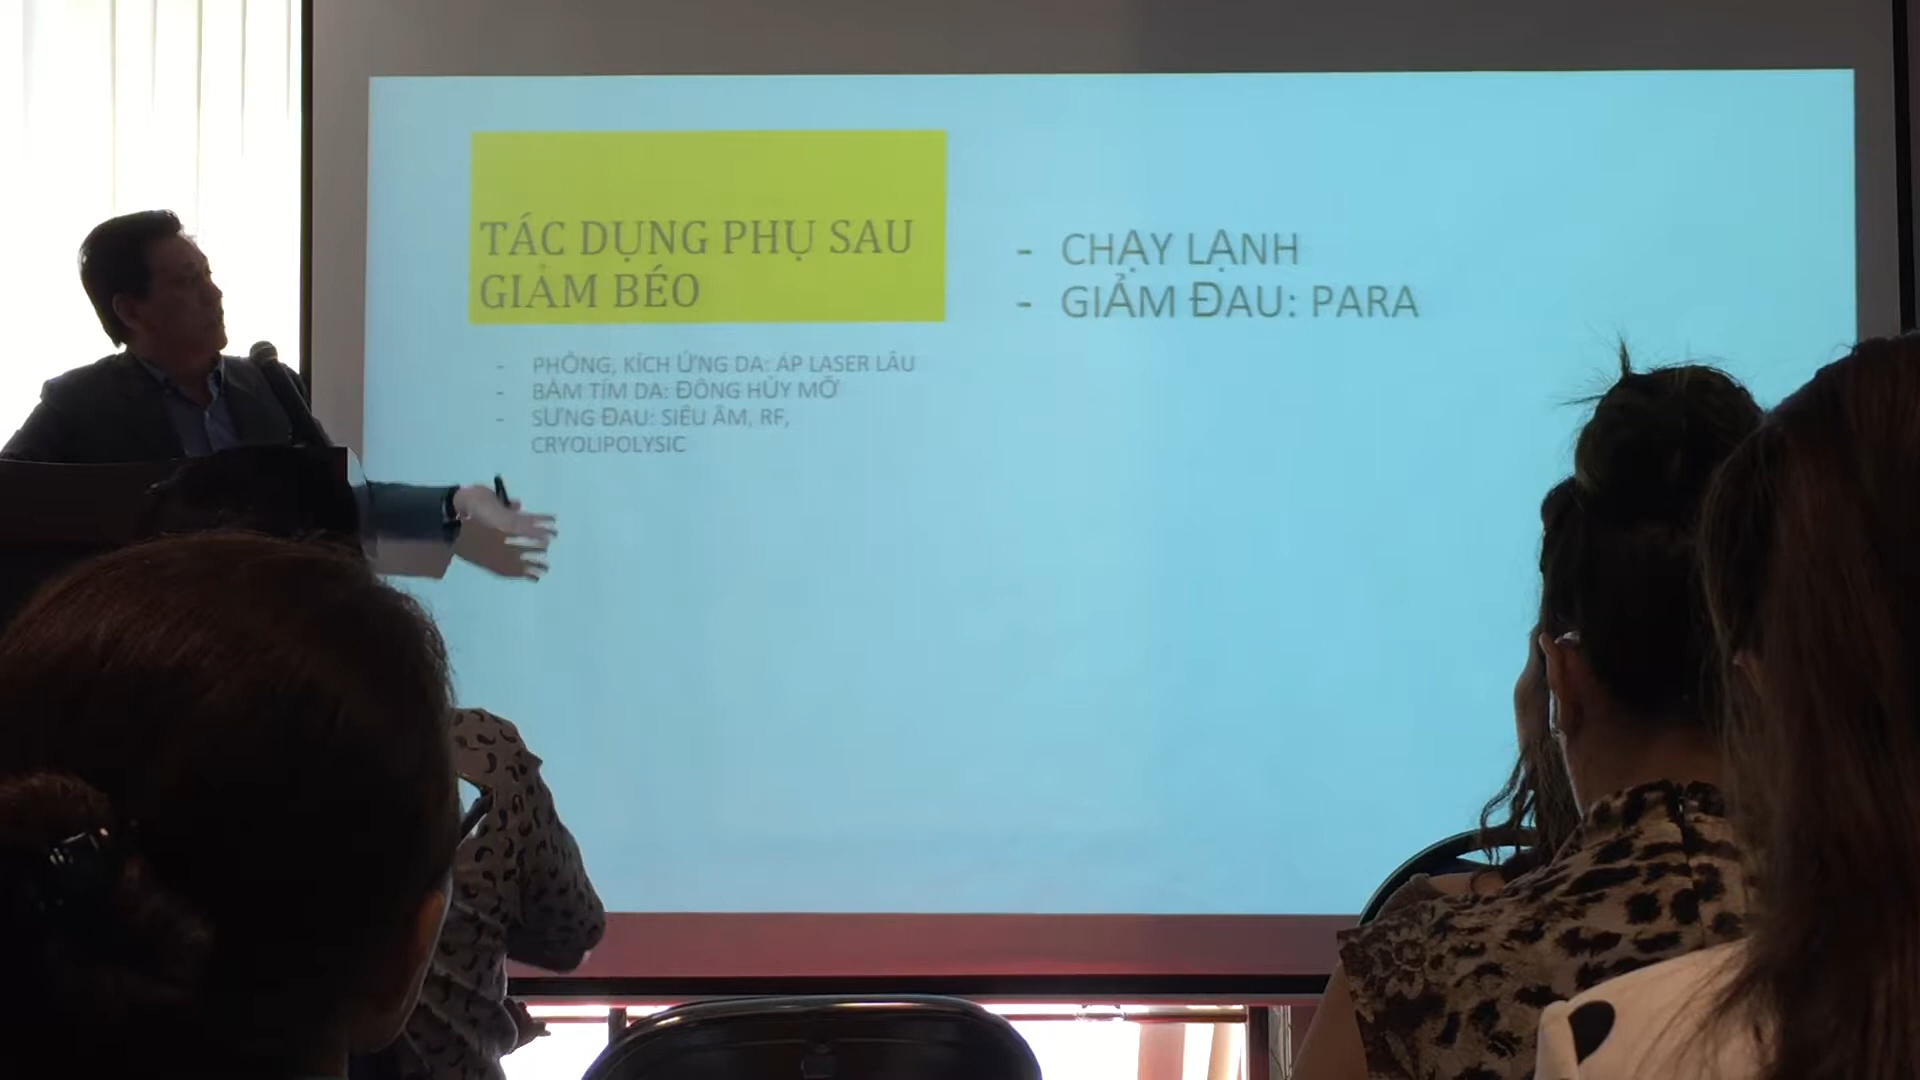 TÁC DỤNG PHỤ SAU
GIẢM BÉO
- PHỎNG, KÍCH ỨNG DA: ÁP LASER LÂU
- BẦM TÍM DA: ĐÔNG HỦY MỠ
- SƯNG ĐAU: SIÊU ÂM, RF,
CRYOLIPOLYSIC
- CHẠY LẠNH
- GIẢM ĐAU: PARA